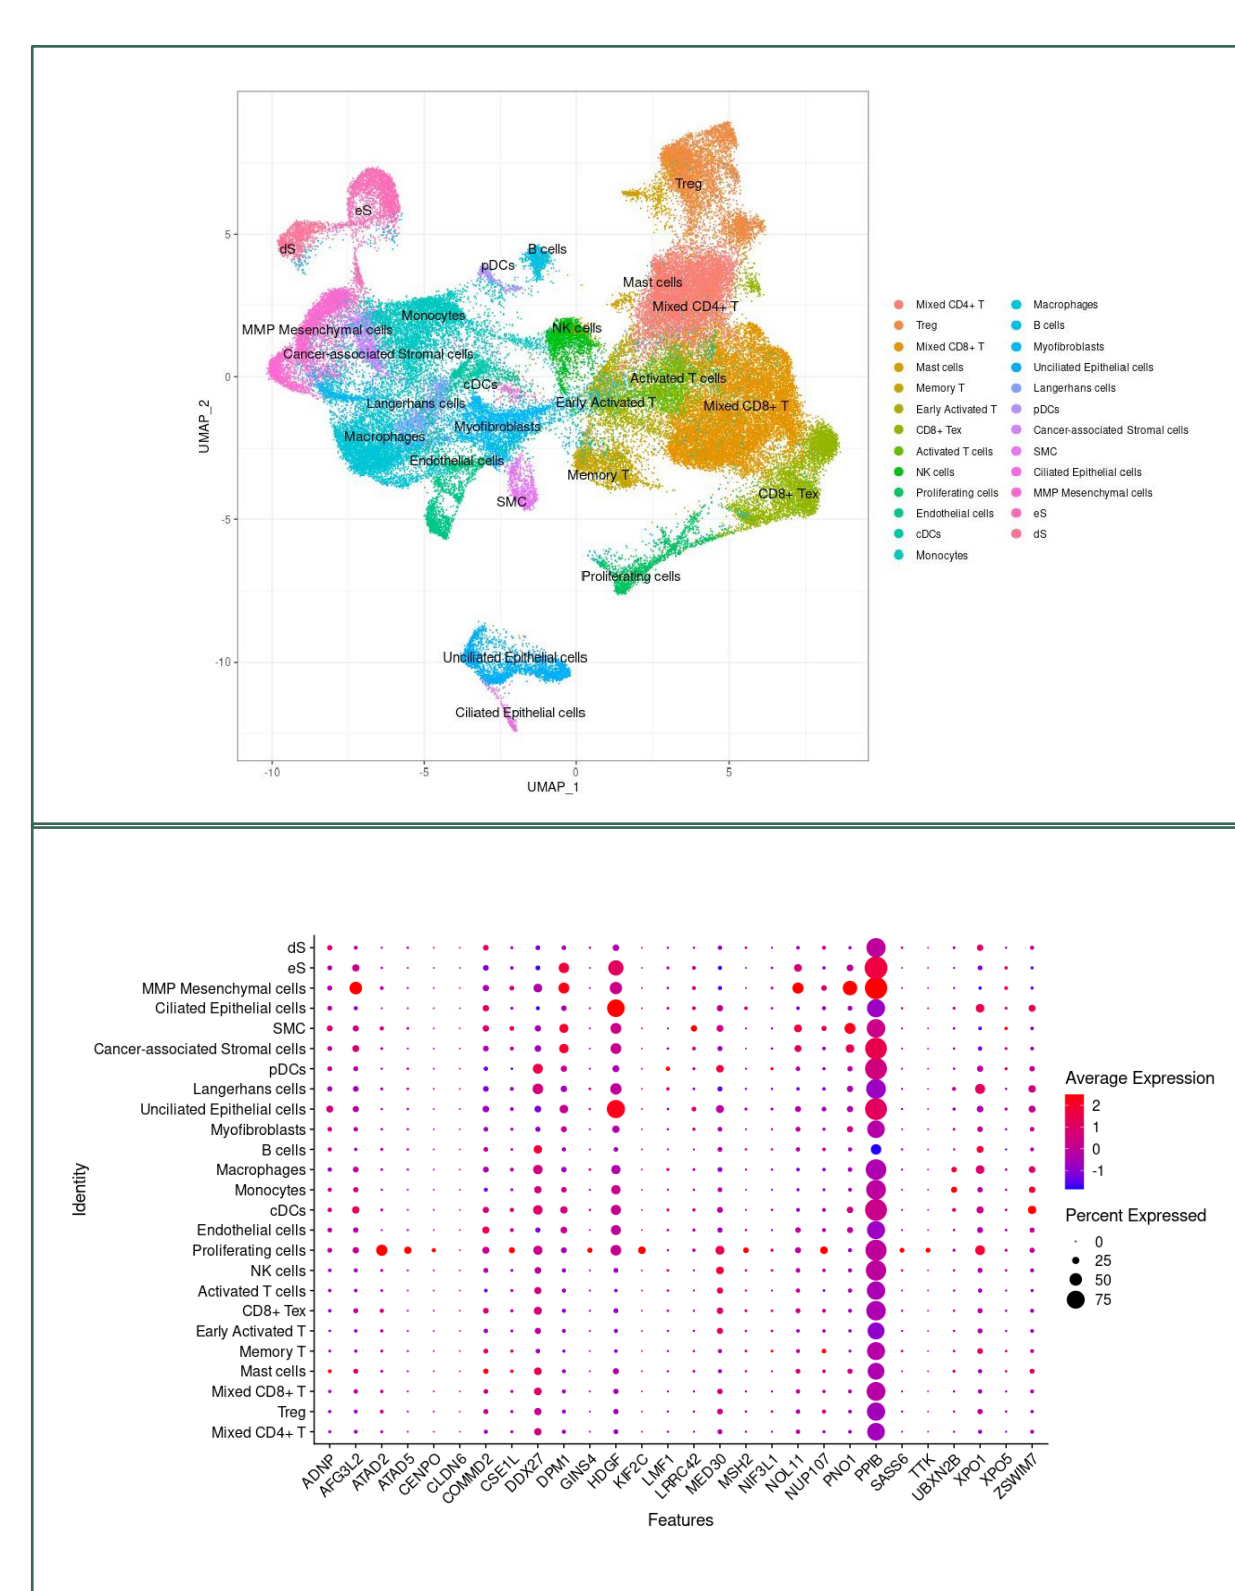 Treg
eS
dS
B cells
pDCs
Mast cells
Mixed CD4+ T
Monocytes
MMP Mesenchymal cells
NK cells
Cancer-associated Stromal cells
cDCs
Activated T cells
Langerhans cells
Early Activated T
Mixed CD8+ T
Myofibroblasts
Macrophages
Endothelial cells
Memory T
SMC
CD8+ Tex
Proliferating cells
Unciliated Epithelial cells
Ciliated Epithelial cells
5
0
-5
-10
UMAP_2
-10
-5
0
5
UMAP_1
Mixed CD4+ T
Treg
Mixed CD8+ T
Mast cells
Memory T
Early Activated T
CD8+ Tex
Activated T cells
NK cells
Proliferating cells
Endothelial cells
cDCs
Monocytes
Macrophages
B cells
Myofibroblasts
Unciliated Epithelial cells
Langerhans cells
pDCs
Cancer-associated Stromal cells
SMC
Ciliated Epithelial cells
MMP Mesenchymal cells
eS
dS
Identity
dS
eS
MMP Mesenchymal cells
Ciliated Epithelial cells
SMC
Cancer-associated Stromal cells
pDCs
Langerhans cells
Unciliated Epithelial cells
Myofibroblasts
B cells
Macrophages
Monocytes
cDCs
Endothelial cells
Proliferating cells
NK cells
Activated T cells
CD8+ Tex
Early Activated T
Memory T
Mast cells
Mixed CD8+ T
Treg
Mixed CD4+ T
ADNP
AFG3L2
ATAD2
ATAD5
CENPO
CLDN6
COMMD2
CSE1L
DDX27
DPM1
GINS4
HDGF
KIF2C
LMF1
LRRC42
MED30
MSH2
NIF3L1
NOL11
NUP107
PNO1
PPIB
SASS6
TTK
UBXN2B
XPO1
XPO5
ZSWIM7
Features
Average Expression
2
1
0
-1
Percent Expressed
0
25
50
75